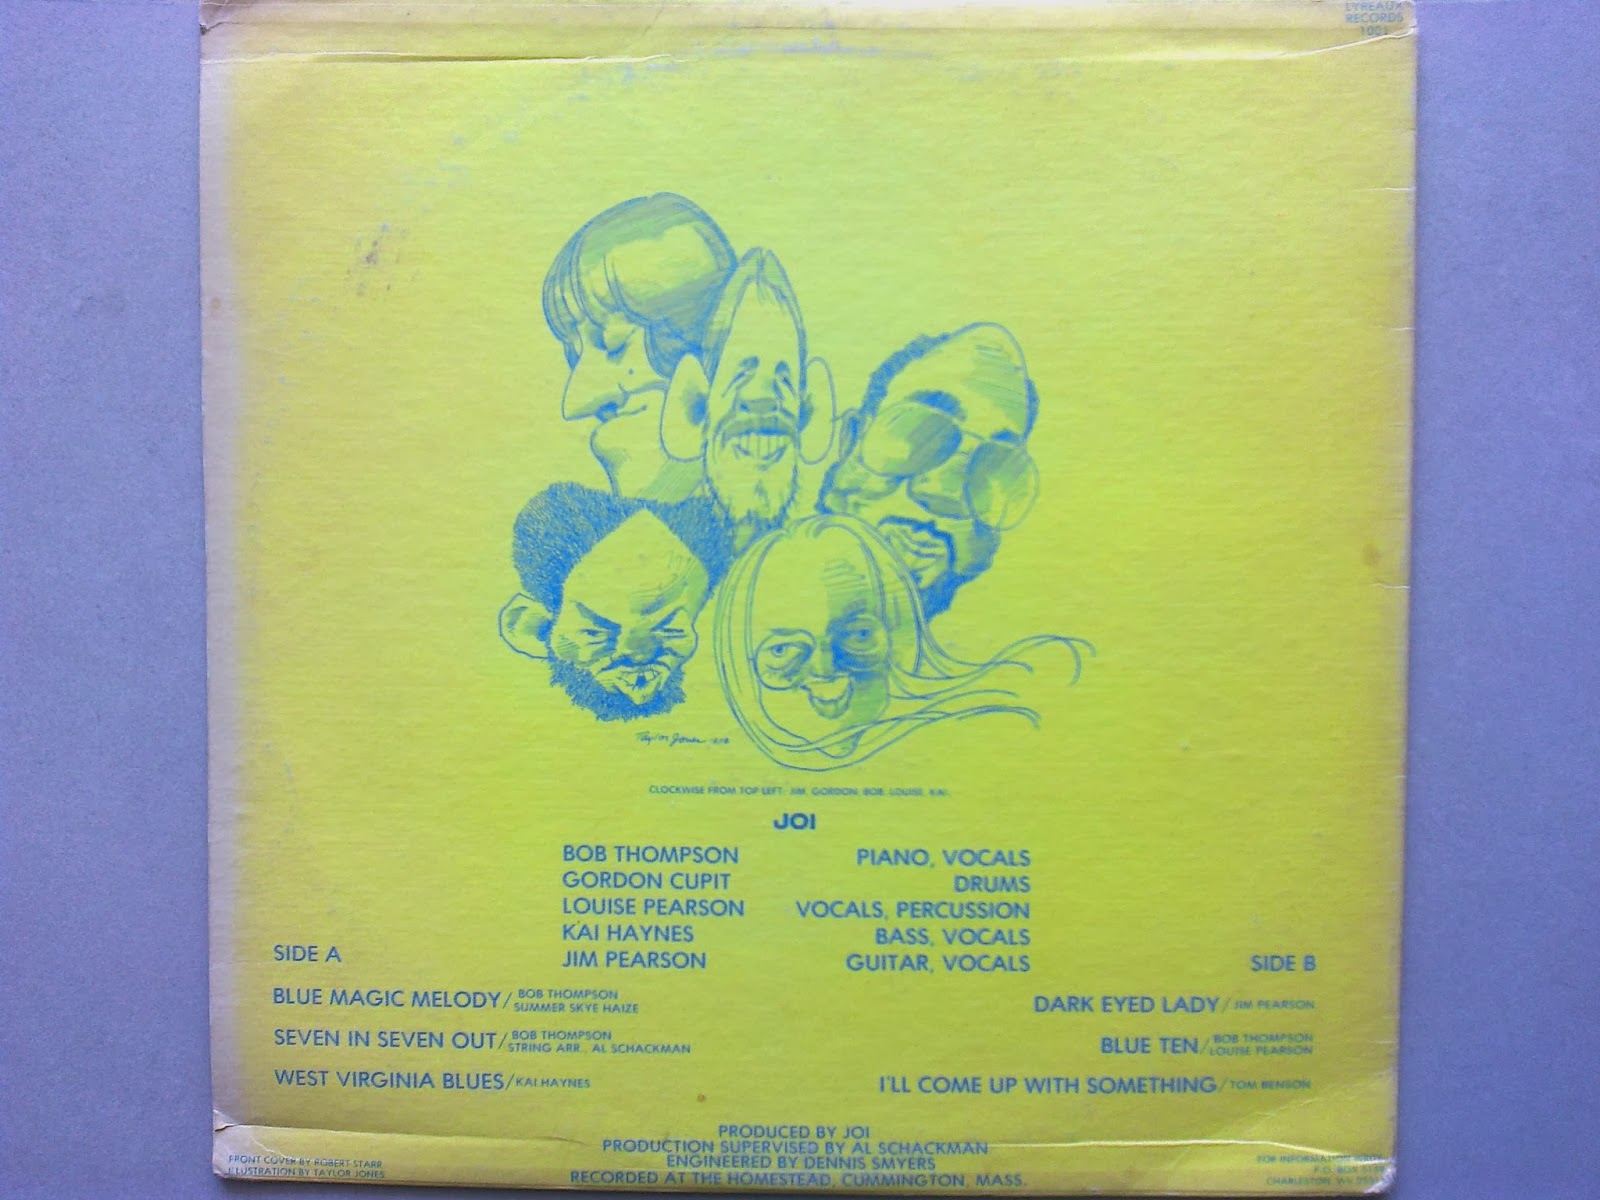 LYREAUX
RECORDS
1001
Taylor Jones
CLOCKWISE FROM TOP LEFT: JIM, GORDON, BOB, LOUISE, KAI.
JOI
BOB THOMPSON PIANO, VOCALS
GORDON CUPIT DRUMS
LOUISE PEARSON VOCALS, PERCUSSION
KAI HAYNES BASS, VOCALS
JIM PEARSON GUITAR, VOCALS
SIDE A
BLUE MAGIC MELODY/BOB THOMPSON
SUMMER SKYE HAIZE
SEVEN IN SEVEN OUT/BOB THOMPSON
STRING ARR., AL SCHACKMAN
WEST VIRGINIA BLUES/KAI HAYNES
SIDE B
DARK EYED LADY/JIM PEARSON
BLUE TEN/BOB THOMPSON
LOUISE PEARSON
I'LL COME UP WITH SOMETHING/TOM BENSON
PRODUCED BY JOI
PRODUCTION SUPERVISED BY AL SCHACKMAN
ENGINEERED BY DENNIS SMYERS
RECORDED AT THE HOMESTEAD, CUMMINGTON, MASS.
FRONT COVER BY ROBERT STARR
ILLUSTRATION BY TAYLOR JONES
FOR INFORMATION
P.O. BOX
CHARLESTON, WV